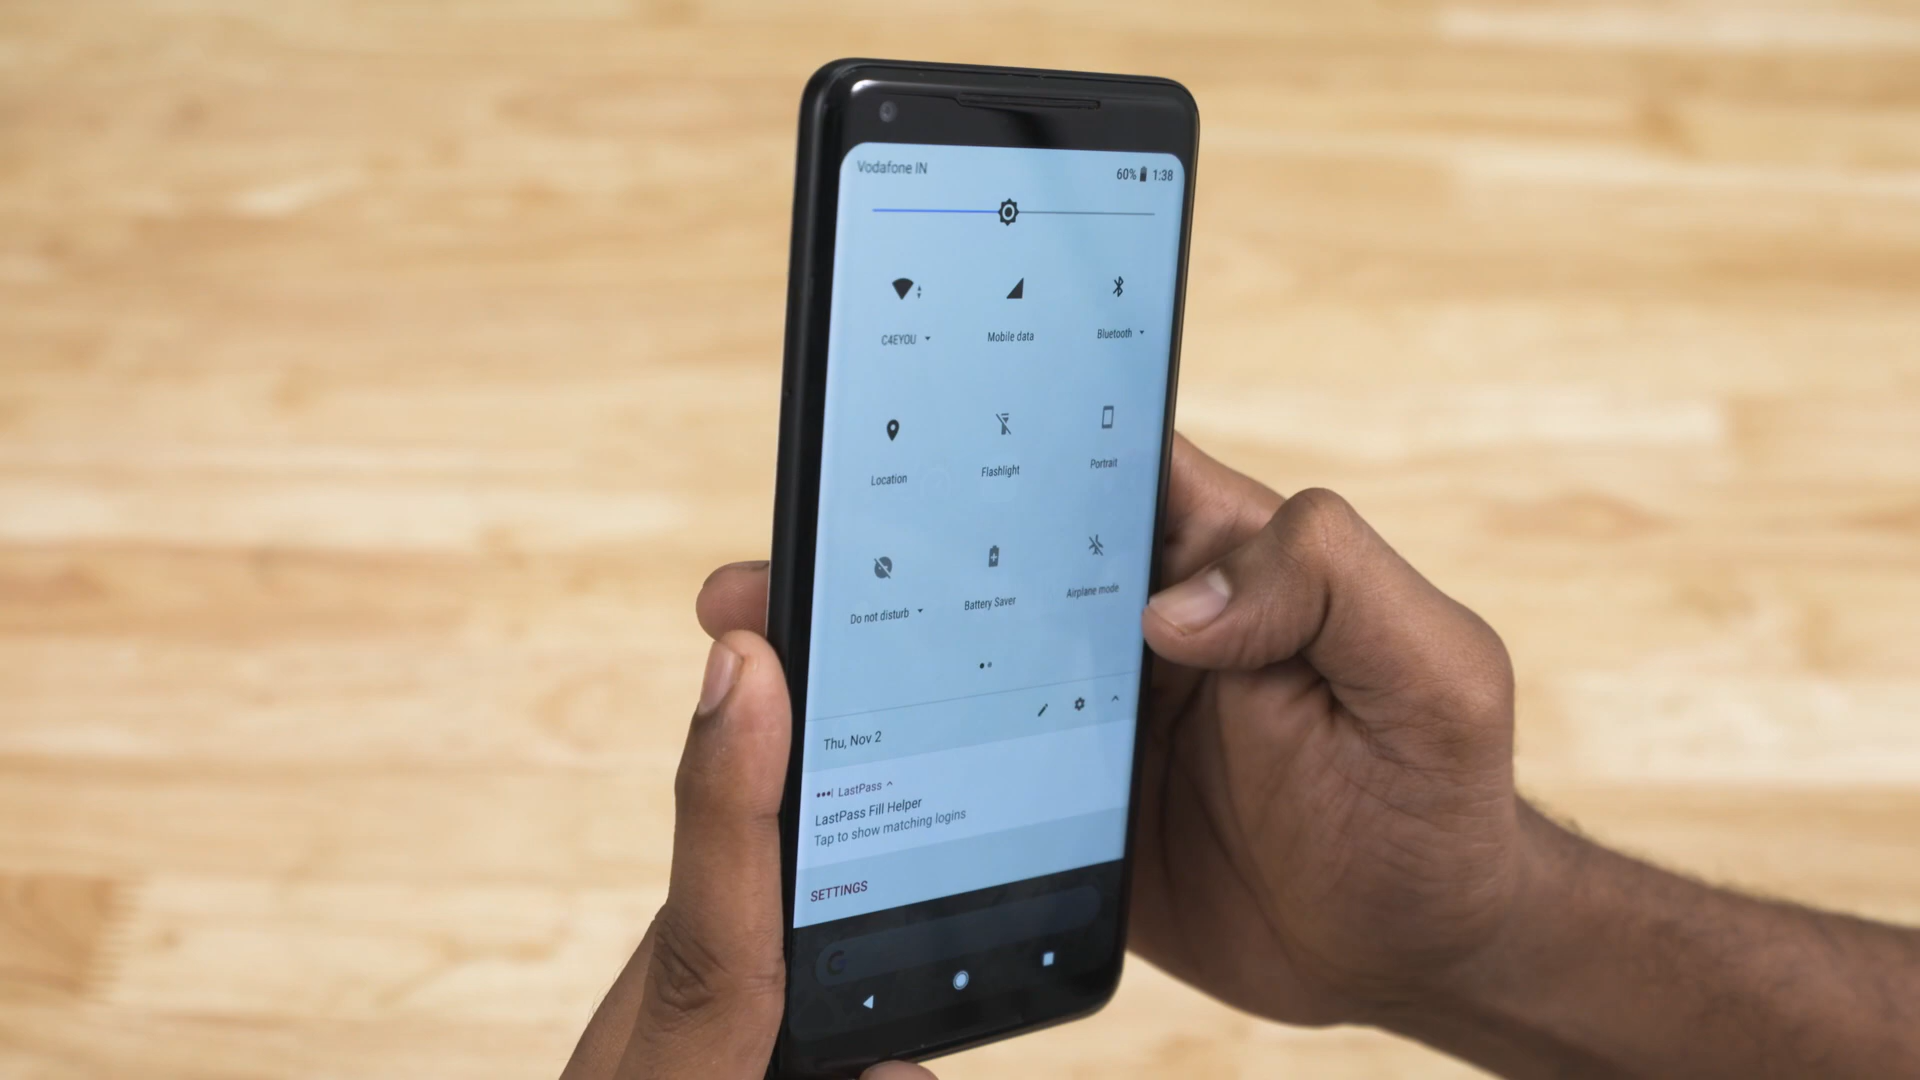 Vodafone IN
60% 1:38
C4EYOU
Mobile data
Bluetooth
Location
Flashlight
Portrait
Do not disturb
Battery Saver
Airplane mode
Thu, Nov 2
LastPass
LastPass Fill Helper
Tap to show matching logins
SETTINGS
G